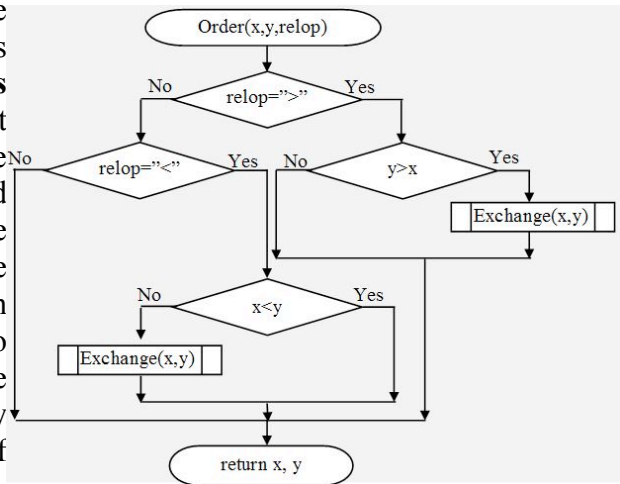 Order(x,y,relop)
No
Yes
relop=”>”
No
relop=”<”
Yes
No
y>x
Yes
Exchange(x,y)
No
x<y
Yes
Exchange(x,y)
return x, y